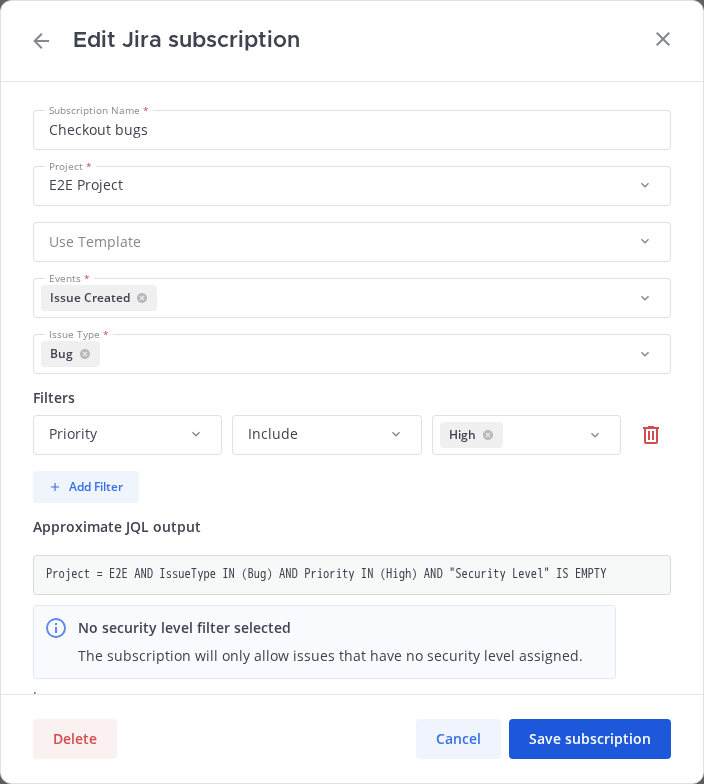 Edit Jira subscription
Subscription Name *
Checkout bugs
Project *
E2E Project
Use Template
Events *
Issue Created
Issue Type *
Bug
Filters
Priority
Include
High
+ Add Filter
Approximate JQL output
Project = E2E AND IssueType IN (Bug) AND Priority IN (High) AND "Security Level" IS EMPTY
No security level filter selected
The subscription will only allow issues that have no security level assigned.
Delete
Cancel
Save subscription